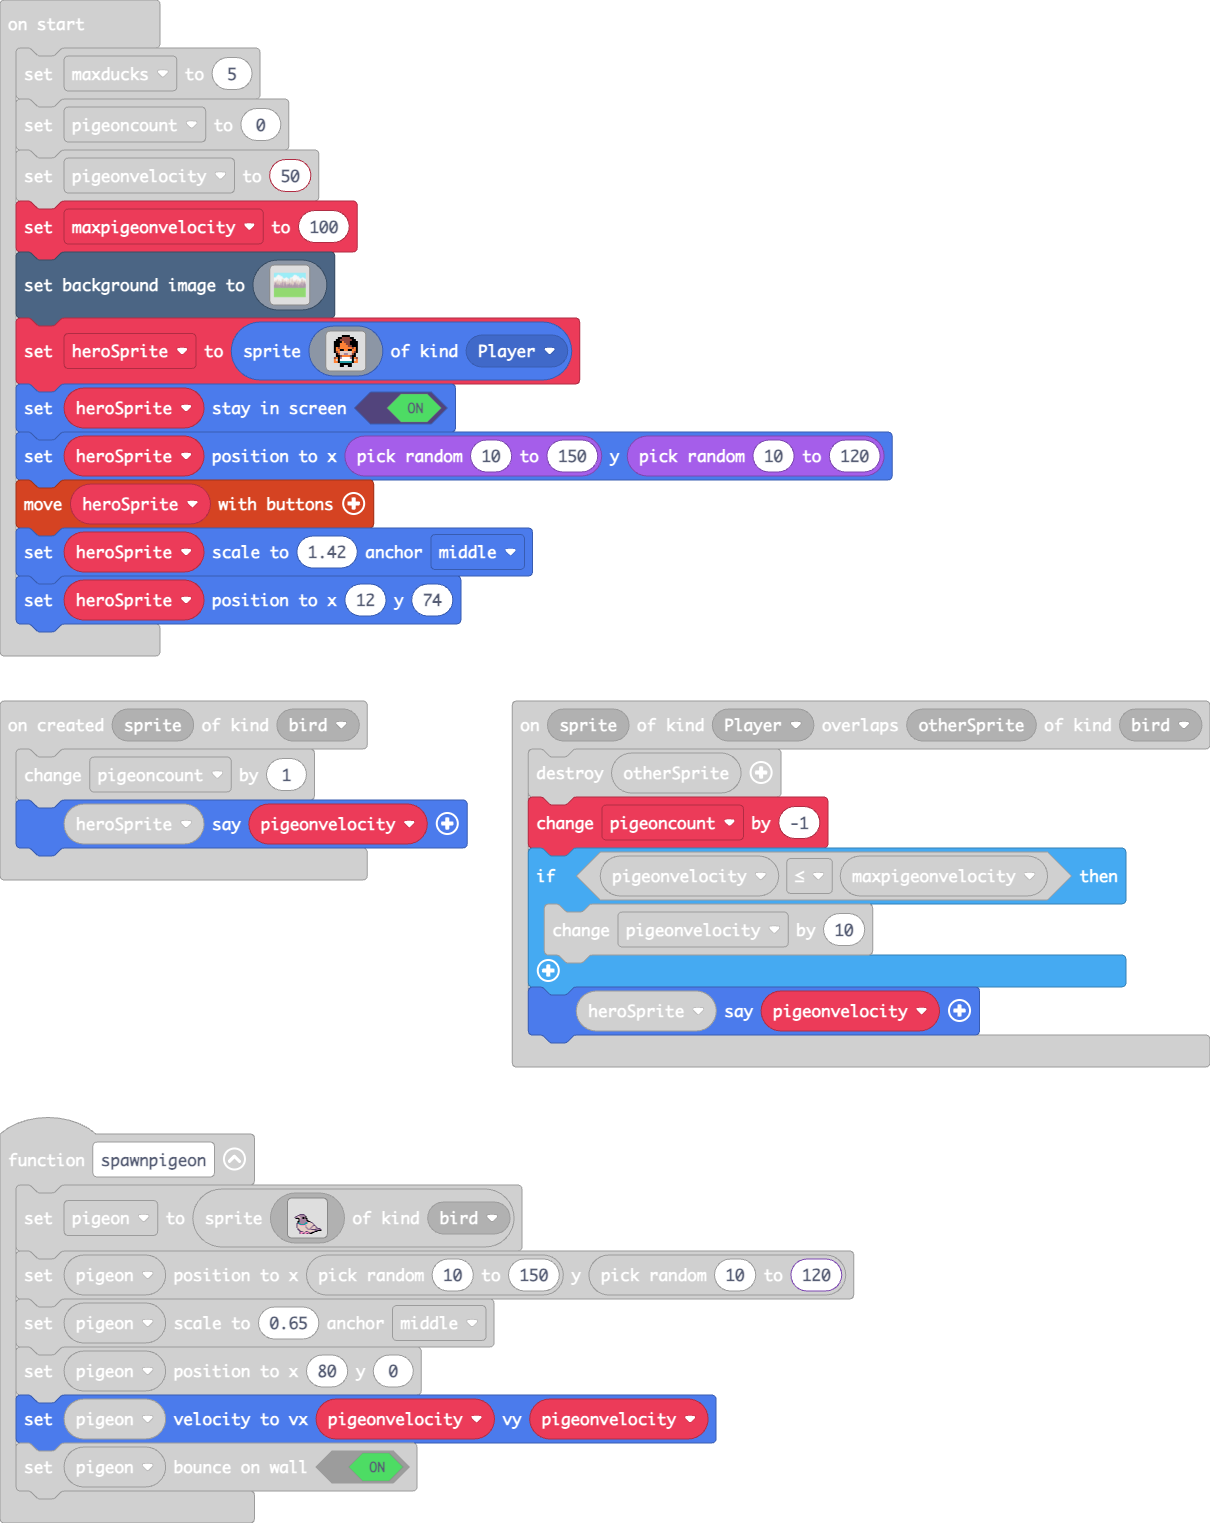 on start
set maxducks to 5
set pigeoncount to 0
set pigeonvelocity to 50
set maxpigeonvelocity to 100
set background image to
set heroSprite to sprite of kind Player
set heroSprite stay in screen ON
set heroSprite position to x pick random 10 to 150 y pick random 10 to 120
move heroSprite with buttons
set heroSprite scale to 1.42 anchor middle
set heroSprite position to x 12 y 74
on created sprite of kind bird
change pigeoncount by 1
heroSprite say pigeonvelocity
on sprite of kind Player overlaps otherSprite of kind bird
destroy otherSprite
change pigeoncount by -1
if pigeonvelocity ≤ maxpigeonvelocity then
change pigeonvelocity by 10
heroSprite say pigeonvelocity
function spawnpigeon
set pigeon to sprite of kind bird
set pigeon position to x pick random 10 to 150 y pick random 10 to 120
set pigeon scale to 0.65 anchor middle
set pigeon position to x 80 y 0
set pigeon velocity to vx pigeonvelocity vy pigeonvelocity
set pigeon bounce on wall ON